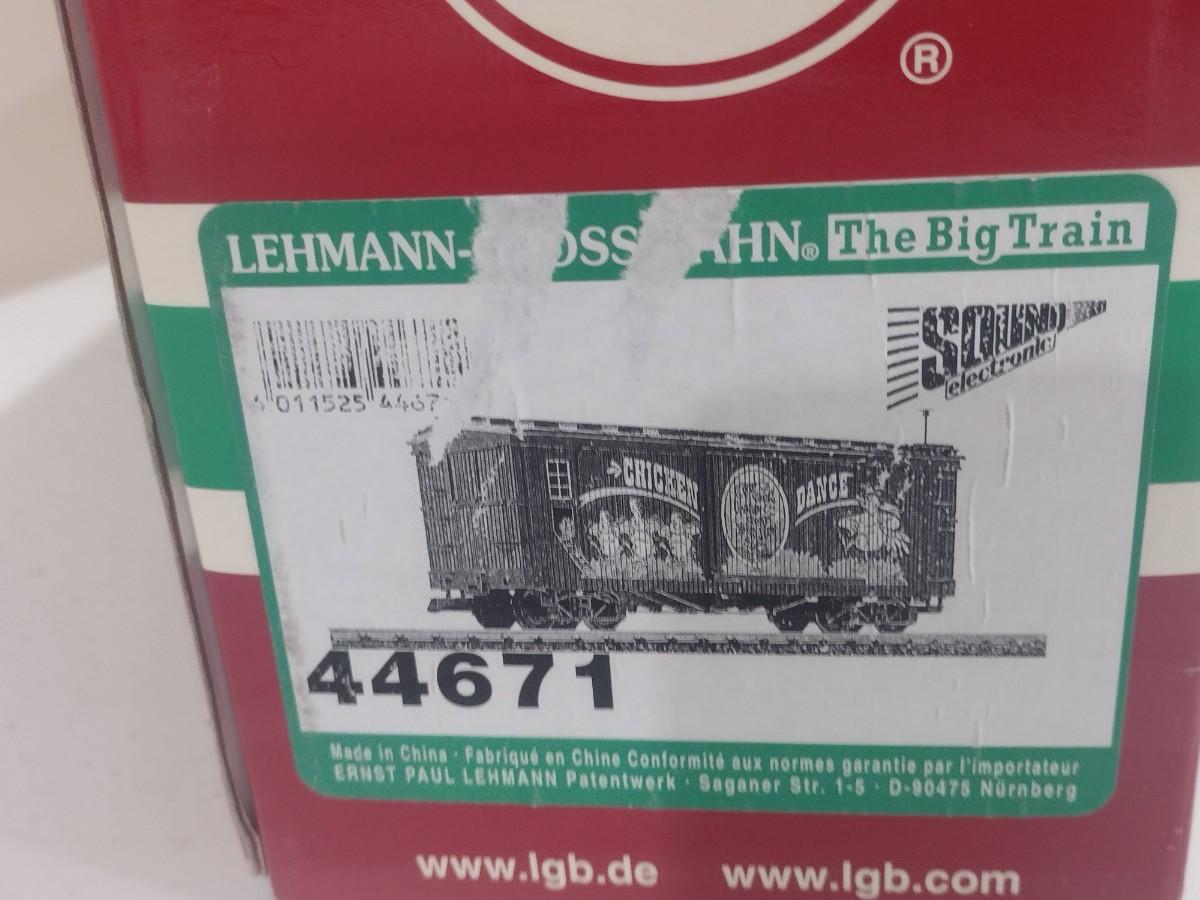 ®
LEHMANN- OSS AHN® The Big Train
SOUND
electronic
011525 4467
CHICKEN DANCE
44671
Made in China · Fabriqué en Chine Conformité aux normes garantie par l'importateur
ERNST PAUL LEHMANN Patentwerk · Saganer Str. 1-5 · D-90475 Nürnberg
www.lgb.de www.lgb.com